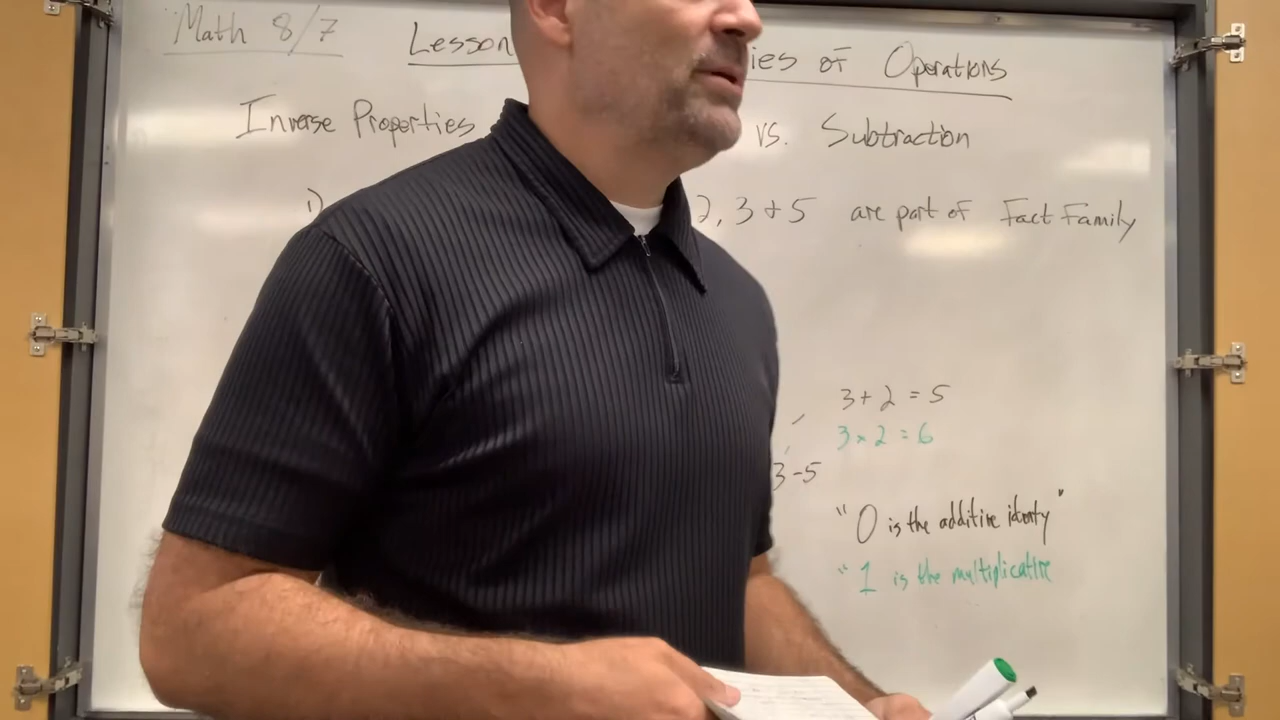 Math 8/7
Lesson ies of Operations
Inverse Properties vs. Subtraction
1) 2, 3 + 5 are part of Fact Family
3 + 2 = 5
3 x 2 = 6
3-5
"0 is the additive identy"
"1 is the multiplicative